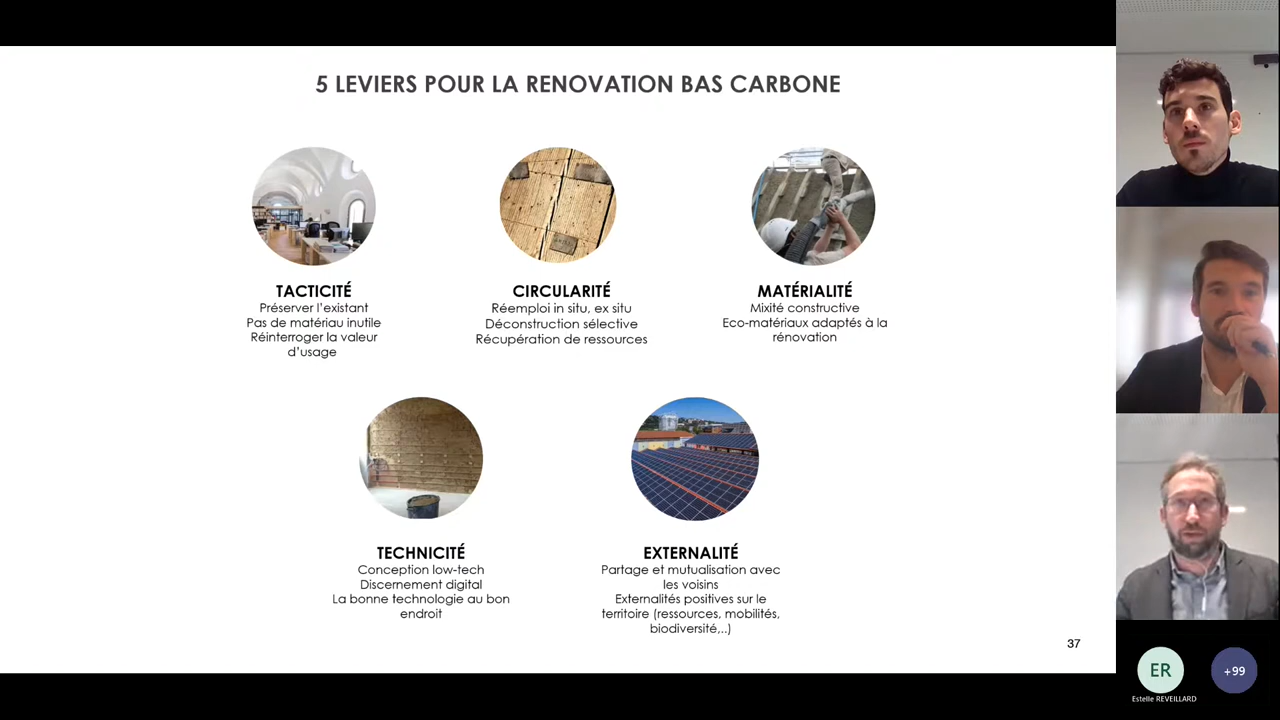 5 LEVIERS POUR LA RENOVATION BAS CARBONE
TACTICITÉ
Préserver l'existant
Pas de matériau inutile
Réinterroger la valeur
d'usage
CIRCULARITÉ
Réemploi in situ, ex situ
Déconstruction sélective
Récupération de ressources
MATÉRIALITÉ
Mixité constructive
Eco-matériaux adaptés à la
rénovation
TECHNICITÉ
Conception low-tech
Discernement digital
La bonne technologie au bon
endroit
EXTERNALITÉ
Partage et mutualisation avec
les voisins
Externalités positives sur le
territoire (ressources, mobilités,
biodiversité,..)
37
ER
Estelle REVEILLARD
+99